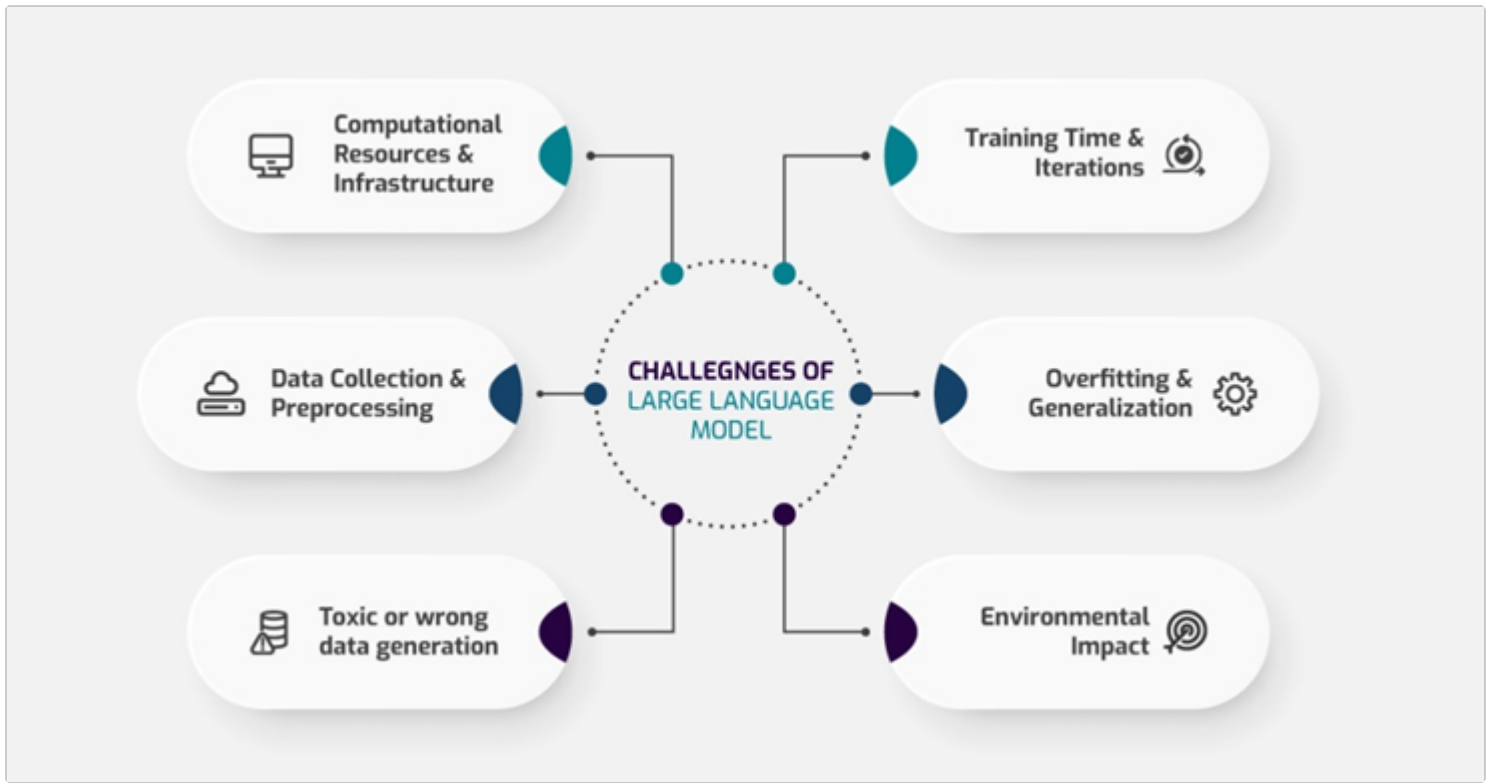 Computational
Resources &
Infrastructure
Training Time &
Iterations
Data Collection &
Preprocessing
CHALLEGNGES OF
LARGE LANGUAGE
MODEL
Overfitting &
Generalization
Toxic or wrong
data generation
Environmental
Impact